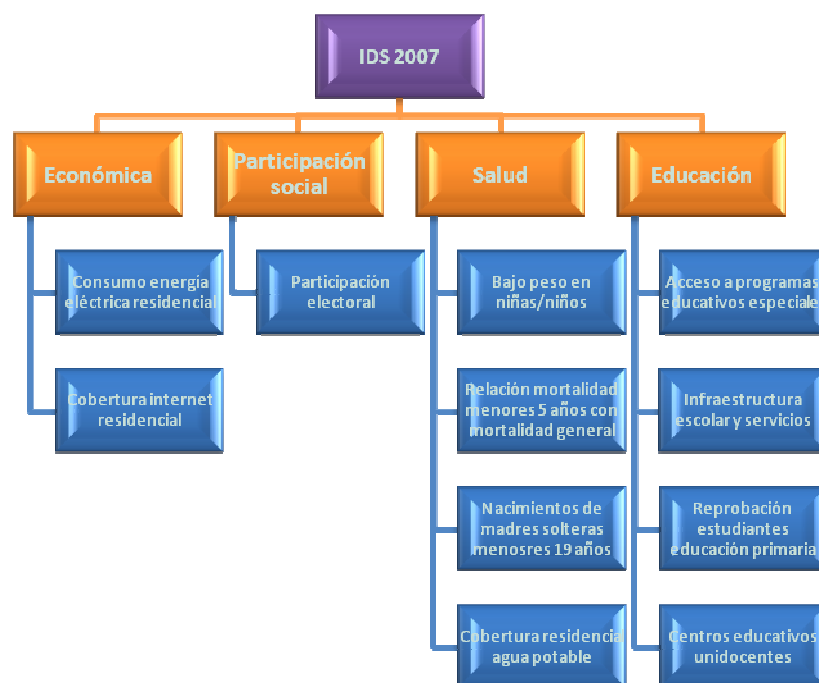 IDS 2007
Económica
Participación
social
Salud
Educación
Consumo energia
eléctrica residencial
Participación
electoral
Bajo peso en
niñas/niños
Acceso a programas
educativos especiale
Cobertura internet
residencial
Relación mortalidad
menores 5 años con
mortalidad general
Infraestructura
escolar y servicios
Nacimientos de
madres solteras
menosres 19 años
Reprobación
estudiantes
educación primaria
Cobertura residencia
agua potable
Centros educativos
unidocentes